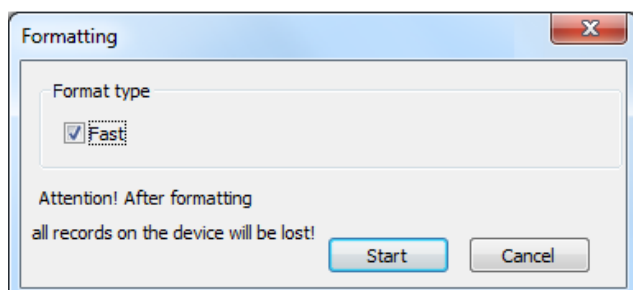 Formatting
Format type
Fast
Attention! After formatting
all records on the device will be lost!
Start
Cancel